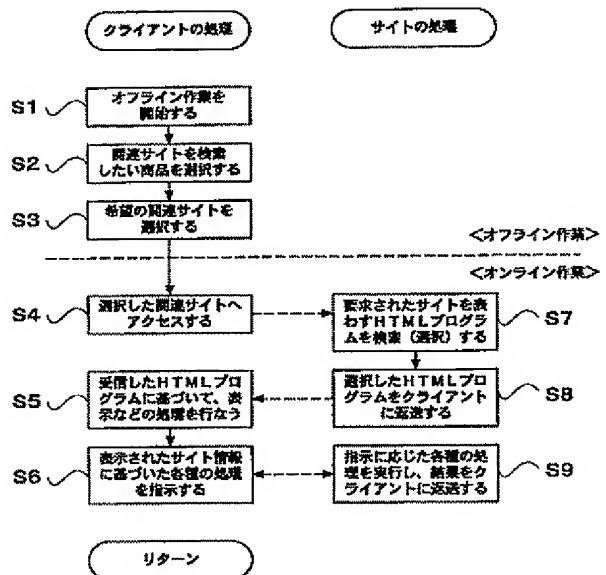 クライアントの処理
サイトの処理
S1
オフライン作業を
開始する
S2
関連サイトを検索
したい商品を選択する
S3
希望の関連サイトを
選択する
<オフライン作業>
<オンライン作業>
S4
選択した関連サイトへ
アクセスする
要求されたサイトを表
わすHTMLプログラ
ムを検索(選択)する
S7
S5
受信したHTMLプロ
グラムに基づいて、表
示などの処理を行なう
選択したHTMLプロ
グラムをクライアント
に返送する
S8
S6
表示されたサイト情報
に基づいた各種の処理
を指示する
指示に応じた各種の処
理を実行し、結果をク
ライアントに返送する
S9
リターン